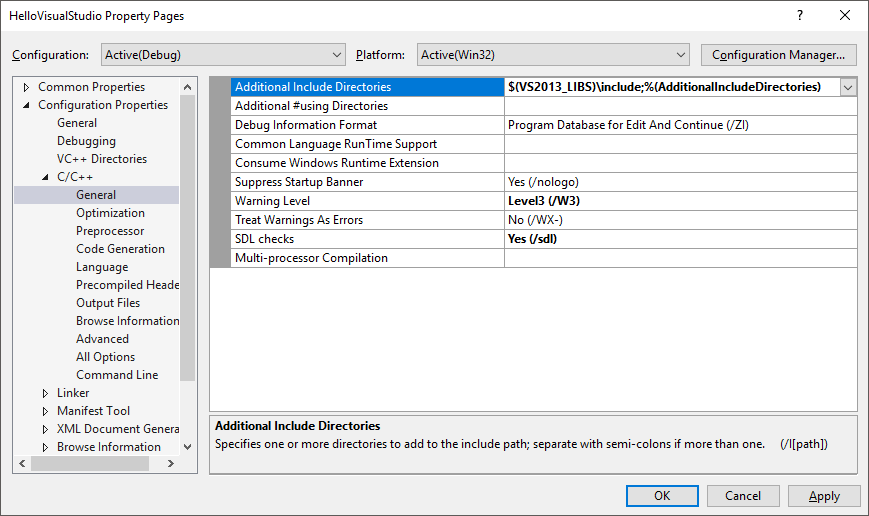 HelloVisualStudio Property Pages
Configuration: Active(Debug) Platform: Active(Win32) Configuration Manager...
Common Properties
Configuration Properties
General
Debugging
VC++ Directories
C/C++
General
Optimization
Preprocessor
Code Generation
Language
Precompiled Heade
Output Files
Browse Information
Advanced
All Options
Command Line
Linker
Manifest Tool
XML Document Genera
Browse Information
Additional Include Directories $(VS2013_LIBS)\include;%(AdditionalIncludeDirectories)
Additional #using Directories
Debug Information Format Program Database for Edit And Continue (/ZI)
Common Language RunTime Support
Consume Windows Runtime Extension
Suppress Startup Banner Yes (/nologo)
Warning Level Level3 (/W3)
Treat Warnings As Errors No (/WX-)
SDL checks Yes (/sdl)
Multi-processor Compilation
Additional Include Directories
Specifies one or more directories to add to the include path; separate with semi-colons if more than one. (/I[path])
OK Cancel Apply